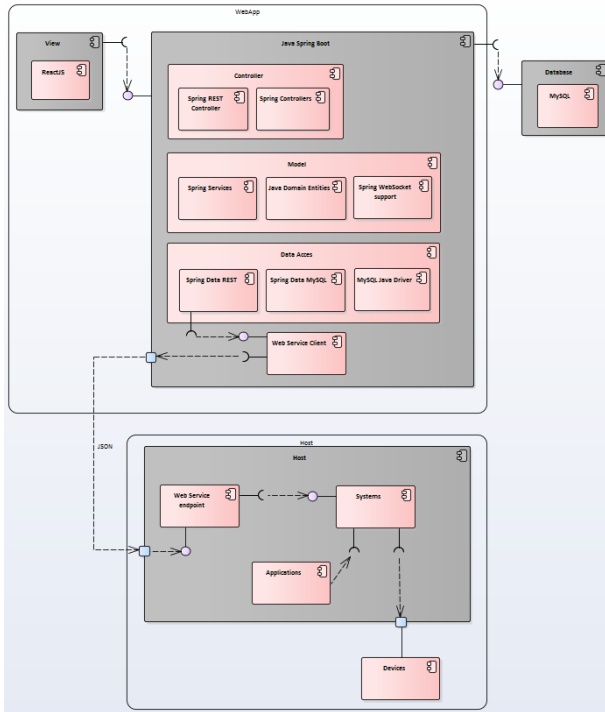 WebApp
View
ReactJS
Java Spring Boot
Controller
Spring REST
Controller
Spring Controllers
Database
MySQL
Model
Spring Services
Java Domain Entities
Spring WebSocket
support
Data Acces
Spring Data REST
Spring Data MySQL
MySQL Java Driver
Web Service Client
JSON
Host
Host
Web Service
endpoint
Systems
Applications
Devices